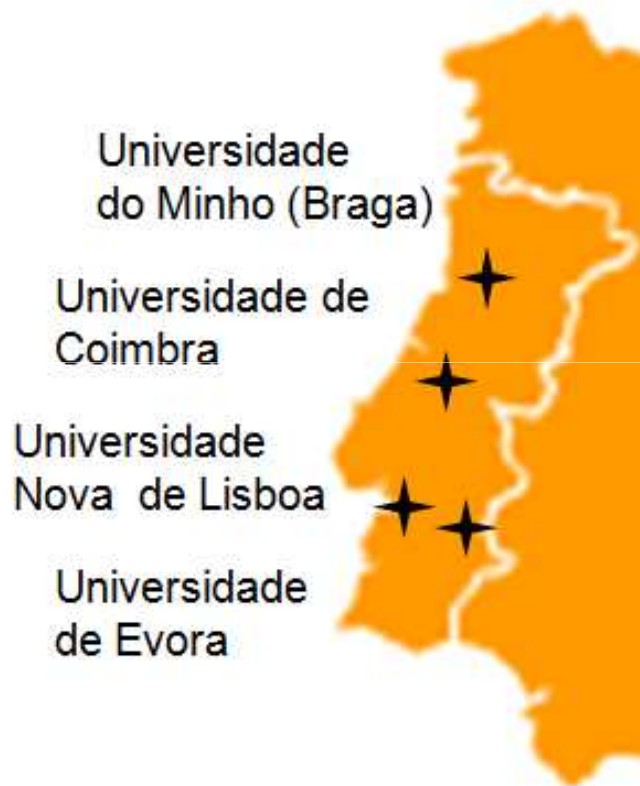 Universidade
do Minho (Braga)
Universidade de
Coimbra
Universidade
Nova  de Lisboa
Universidade
de Evora